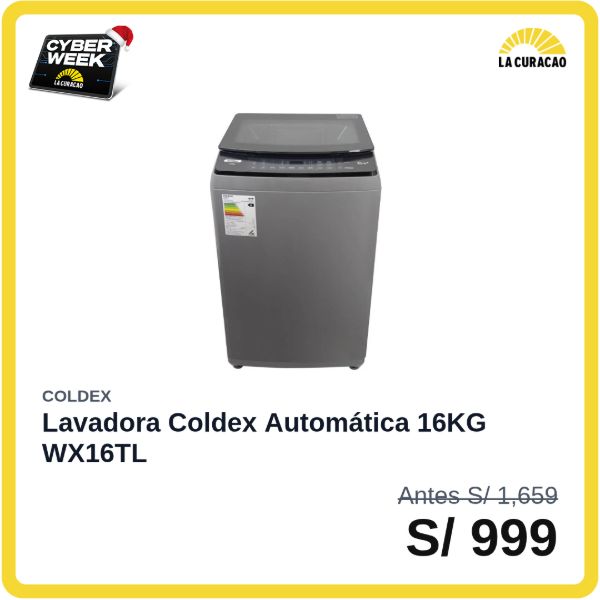 CYBER
WEEK
LA CURACAO
LA CURACAO
COLDEX
Lavadora Coldex Automática 16KG
WX16TL
Antes S/ 1,659
S/ 999